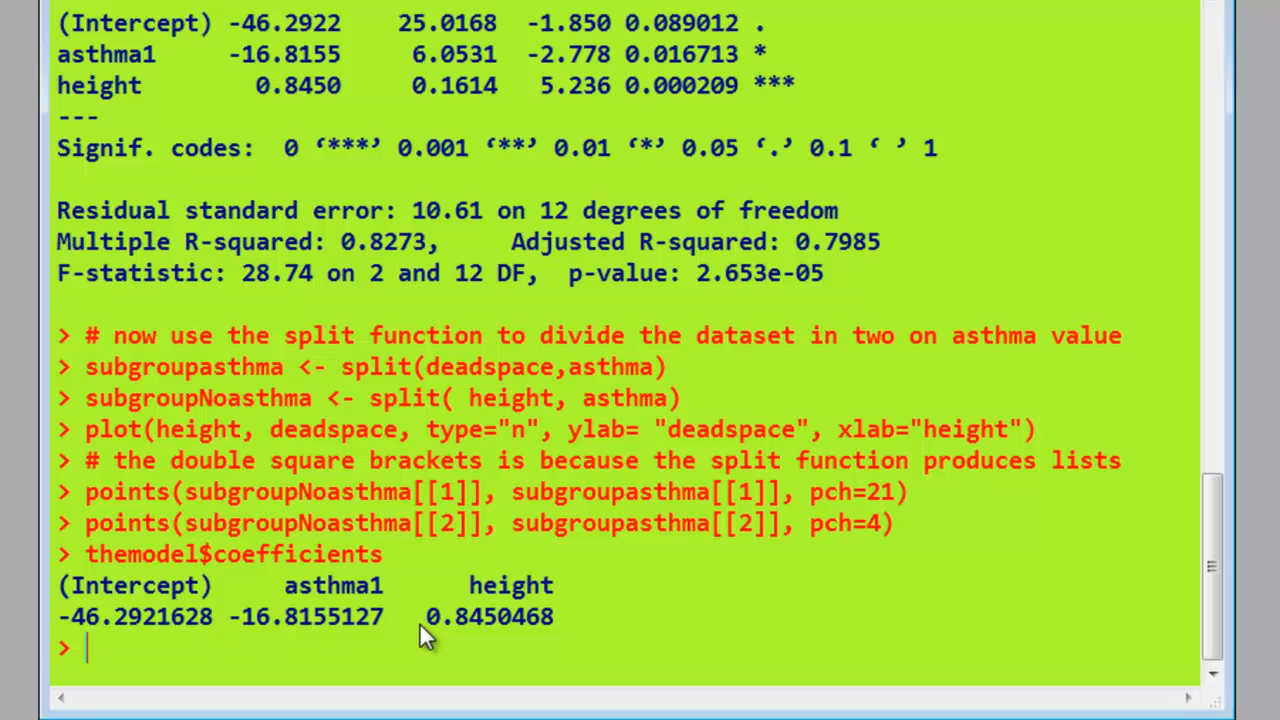 (Intercept) -46.2922 25.0168 -1.850 0.089012 .
asthma1 -16.8155 6.0531 -2.778 0.016713 *
height 0.8450 0.1614 5.236 0.000209 ***
---
Signif. codes: 0 ‘***’ 0.001 ‘**’ 0.01 ‘*’ 0.05 ‘.’ 0.1 ‘ ’ 1
Residual standard error: 10.61 on 12 degrees of freedom
Multiple R-squared: 0.8273, Adjusted R-squared: 0.7985
F-statistic: 28.74 on 2 and 12 DF, p-value: 2.653e-05
> # now use the split function to divide the dataset in two on asthma value
> subgroupasthma <- split(deadspace,asthma)
> subgroupNoasthma <- split( height, asthma)
> plot(height, deadspace, type="n", ylab= "deadspace", xlab="height")
> # the double square brackets is because the split function produces lists
> points(subgroupNoasthma[[1]], subgroupasthma[[1]], pch=21)
> points(subgroupNoasthma[[2]], subgroupasthma[[2]], pch=4)
> themodel$coefficients
(Intercept) asthma1 height
-46.2921628 -16.8155127 0.8450468
>